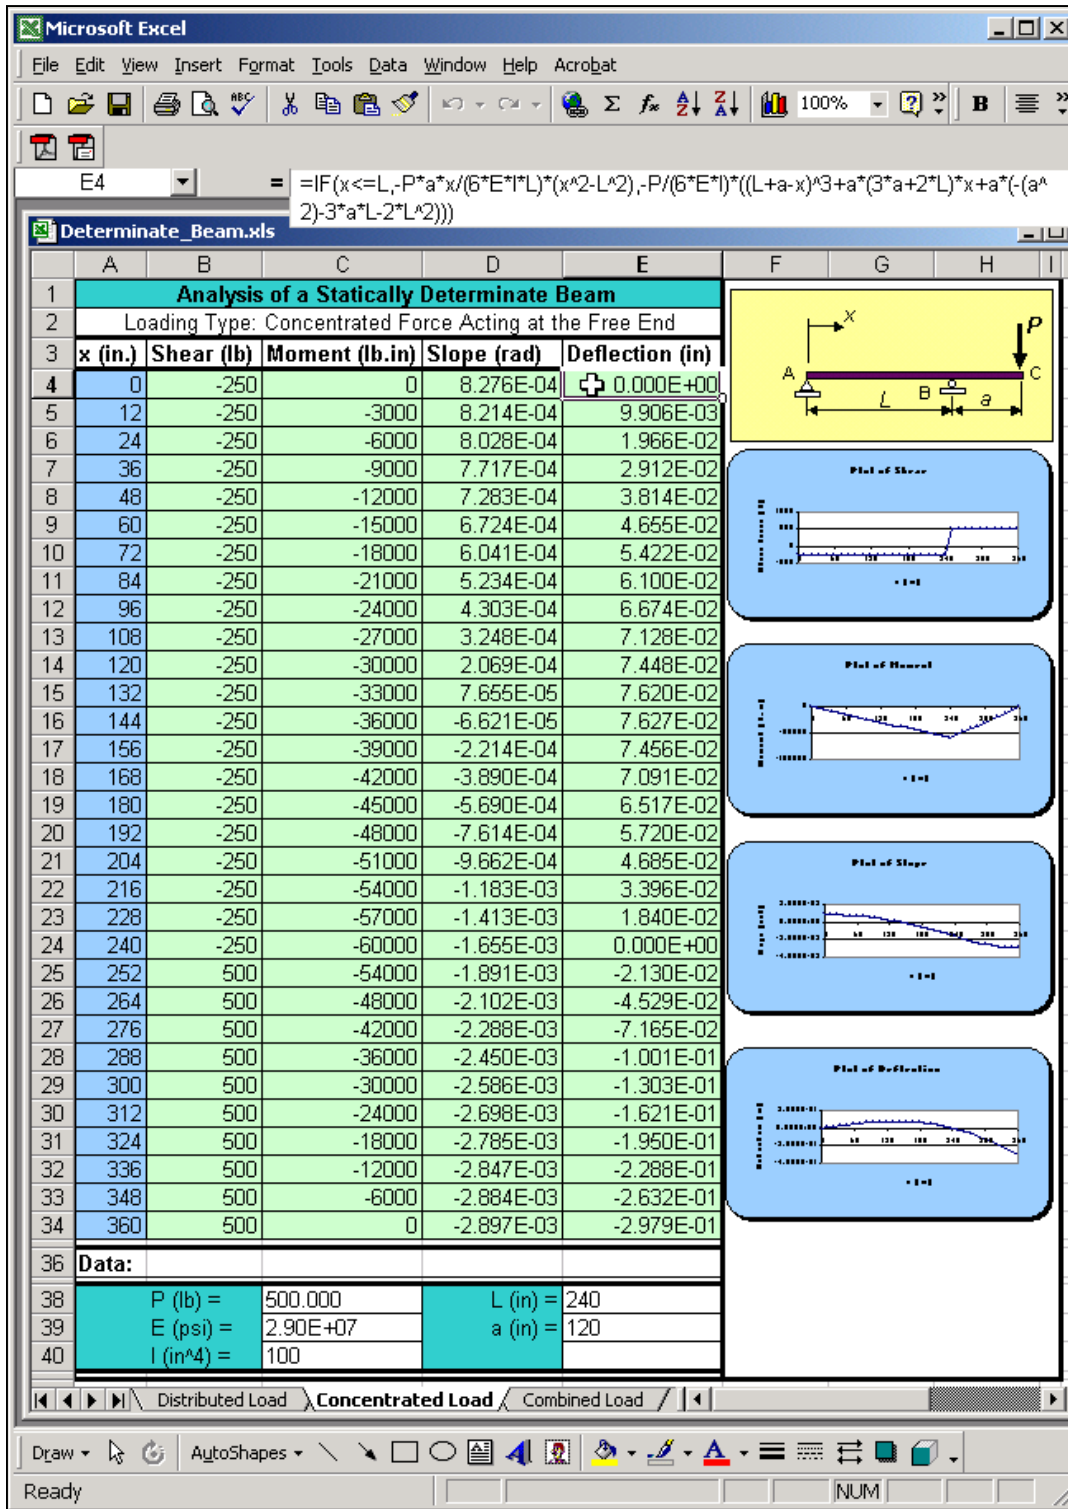 Microsoft Excel
File Edit View Insert Format Tools Data Window Help Acrobat
100%
B
E4
=
=IF(x<=L,-P*a*x/(6*E*I*L)*(x^2-L^2),-P/(6*E*I)*((L+a-x)^3+a*(3*a+2*L)*x+a*(-(a^
2)-3*a*L-2*L^2)))
Determinate_Beam.xls
A B C D E F G H I
1 Analysis of a Statically Determinate Beam
2 Loading Type: Concentrated Force Acting at the Free End
3 x (in.) Shear (lb) Moment (lb.in) Slope (rad) Deflection (in)
4 0 -250 0 8.276E-04 0.000E+00
5 12 -250 -3000 8.214E-04 9.906E-03
6 24 -250 -6000 8.028E-04 1.966E-02
7 36 -250 -9000 7.717E-04 2.912E-02
8 48 -250 -12000 7.283E-04 3.814E-02
9 60 -250 -15000 6.724E-04 4.655E-02
10 72 -250 -18000 6.041E-04 5.422E-02
11 84 -250 -21000 5.234E-04 6.100E-02
12 96 -250 -24000 4.303E-04 6.674E-02
13 108 -250 -27000 3.248E-04 7.128E-02
14 120 -250 -30000 2.069E-04 7.448E-02
15 132 -250 -33000 7.655E-05 7.620E-02
16 144 -250 -36000 -6.621E-05 7.627E-02
17 156 -250 -39000 -2.214E-04 7.456E-02
18 168 -250 -42000 -3.890E-04 7.091E-02
19 180 -250 -45000 -5.690E-04 6.517E-02
20 192 -250 -48000 -7.614E-04 5.720E-02
21 204 -250 -51000 -9.662E-04 4.685E-02
22 216 -250 -54000 -1.183E-03 3.396E-02
23 228 -250 -57000 -1.413E-03 1.840E-02
24 240 -250 -60000 -1.655E-03 0.000E+00
25 252 500 -54000 -1.891E-03 -2.130E-02
26 264 500 -48000 -2.102E-03 -4.529E-02
27 276 500 -42000 -2.288E-03 -7.165E-02
28 288 500 -36000 -2.450E-03 -1.001E-01
29 300 500 -30000 -2.586E-03 -1.303E-01
30 312 500 -24000 -2.698E-03 -1.621E-01
31 324 500 -18000 -2.785E-03 -1.950E-01
32 336 500 -12000 -2.847E-03 -2.288E-01
33 348 500 -6000 -2.884E-03 -2.632E-01
34 360 500 0 -2.897E-03 -2.979E-01
36 Data:
38 P (lb) = 500.000 L (in) = 240
39 E (psi) = 2.90E+07 a (in) = 120
40 I (in^4) = 100
x
P
A
B
C
L
a
Plot of Shear
Plot of Moment
Plot of Slope
Plot of Deflection
Distributed Load Concentrated Load Combined Load
Draw AutoShapes
Ready NUM